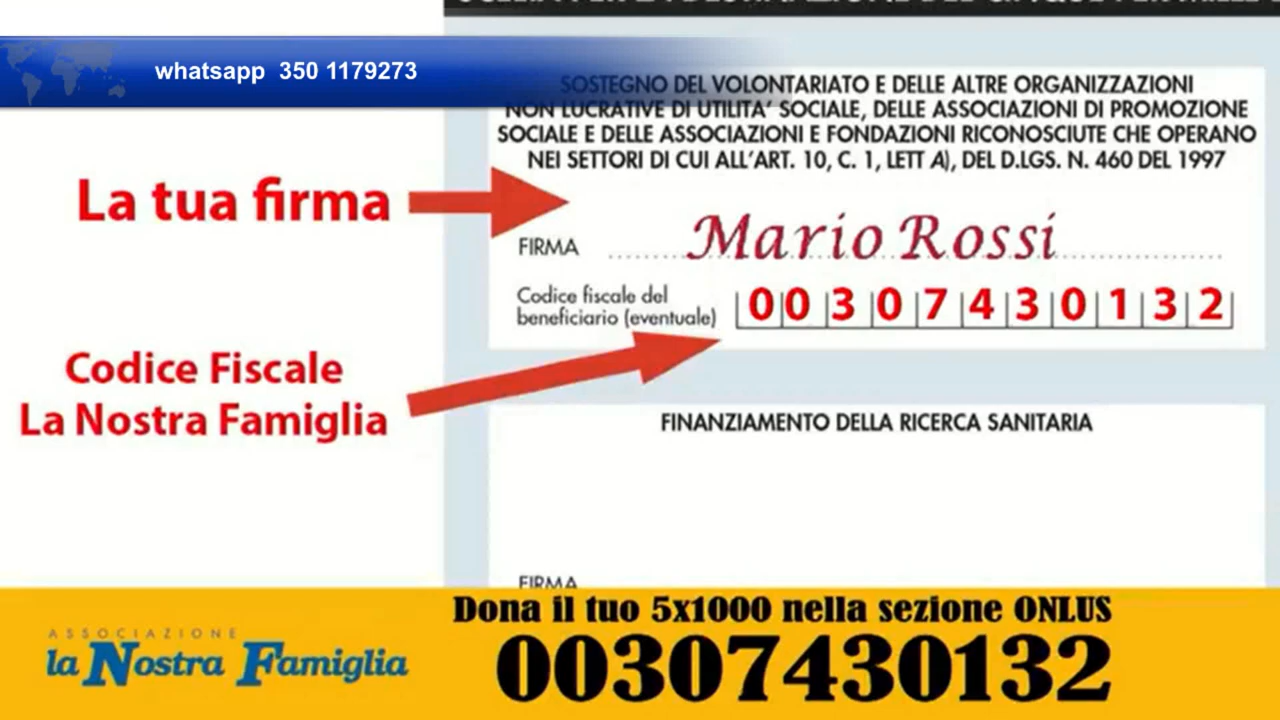 whatsapp 350 1179273
SOSTEGNO DEL VOLONTARIATO E DELLE ALTRE ORGANIZZAZIONI
NON LUCRATIVE DI UTILITA' SOCIALE, DELLE ASSOCIAZIONI DI PROMOZIONE
SOCIALE E DELLE ASSOCIAZIONI E FONDAZIONI RICONOSCIUTE CHE OPERANO
NEI SETTORI DI CUI ALL'ART. 10, C. 1, LETT A), DEL D.LGS. N. 460 DEL 1997
La tua firma
FIRMA Mario Rossi
Codice fiscale del
beneficiario (eventuale) 00307430132
Codice Fiscale
La Nostra Famiglia
FINANZIAMENTO DELLA RICERCA SANITARIA
FIRMA
ASSOCIAZIONE
la Nostra Famiglia
Dona il tuo 5x1000 nella sezione ONLUS
00307430132